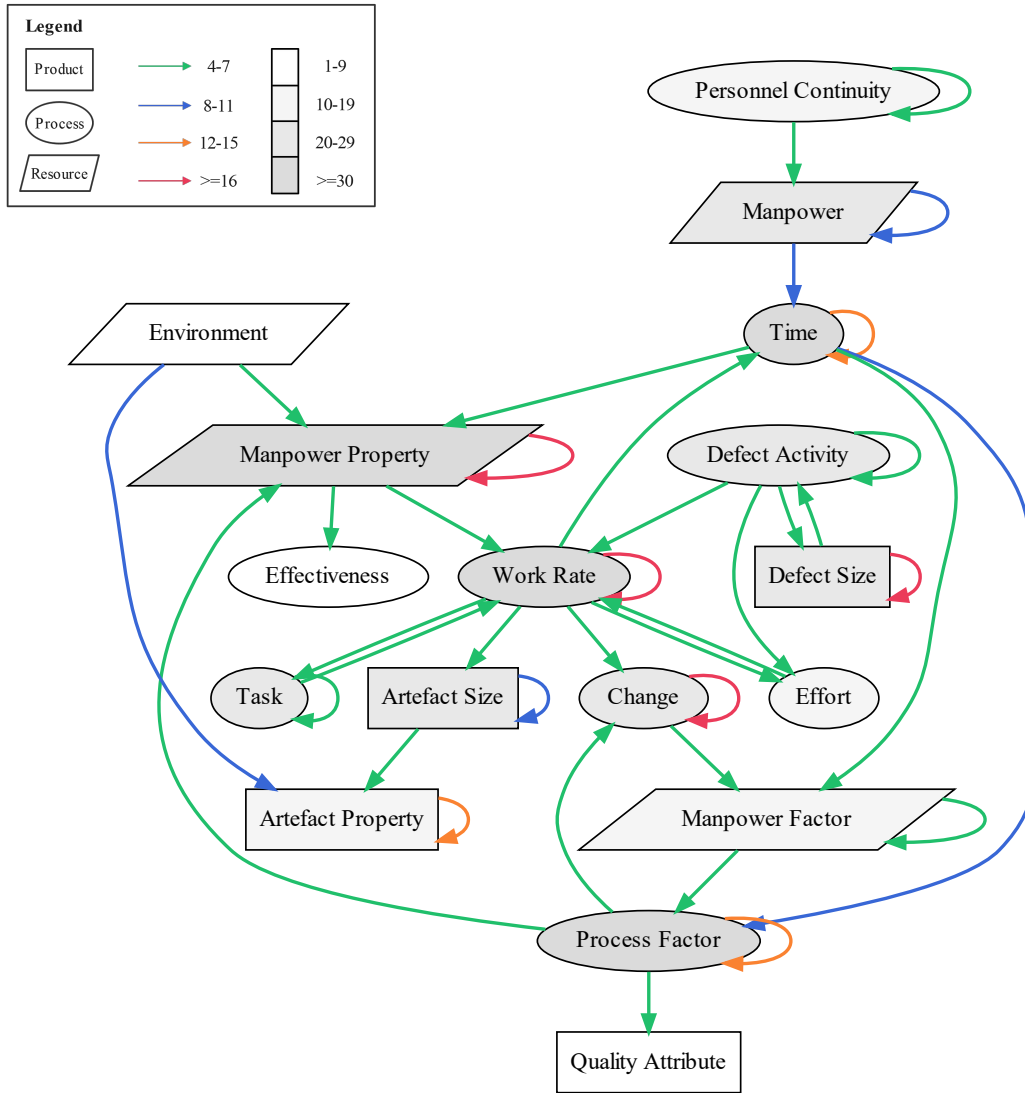 Legend
Product 4-7 1-9
Process 8-11 10-19
12-15 20-29
Resource >=16 >=30
Personnel Continuity
Manpower
Time
Environment
Manpower Property
Defect Activity
Effectiveness
Work Rate
Defect Size
Task
Artefact Size
Change
Effort
Artefact Property
Manpower Factor
Process Factor
Quality Attribute